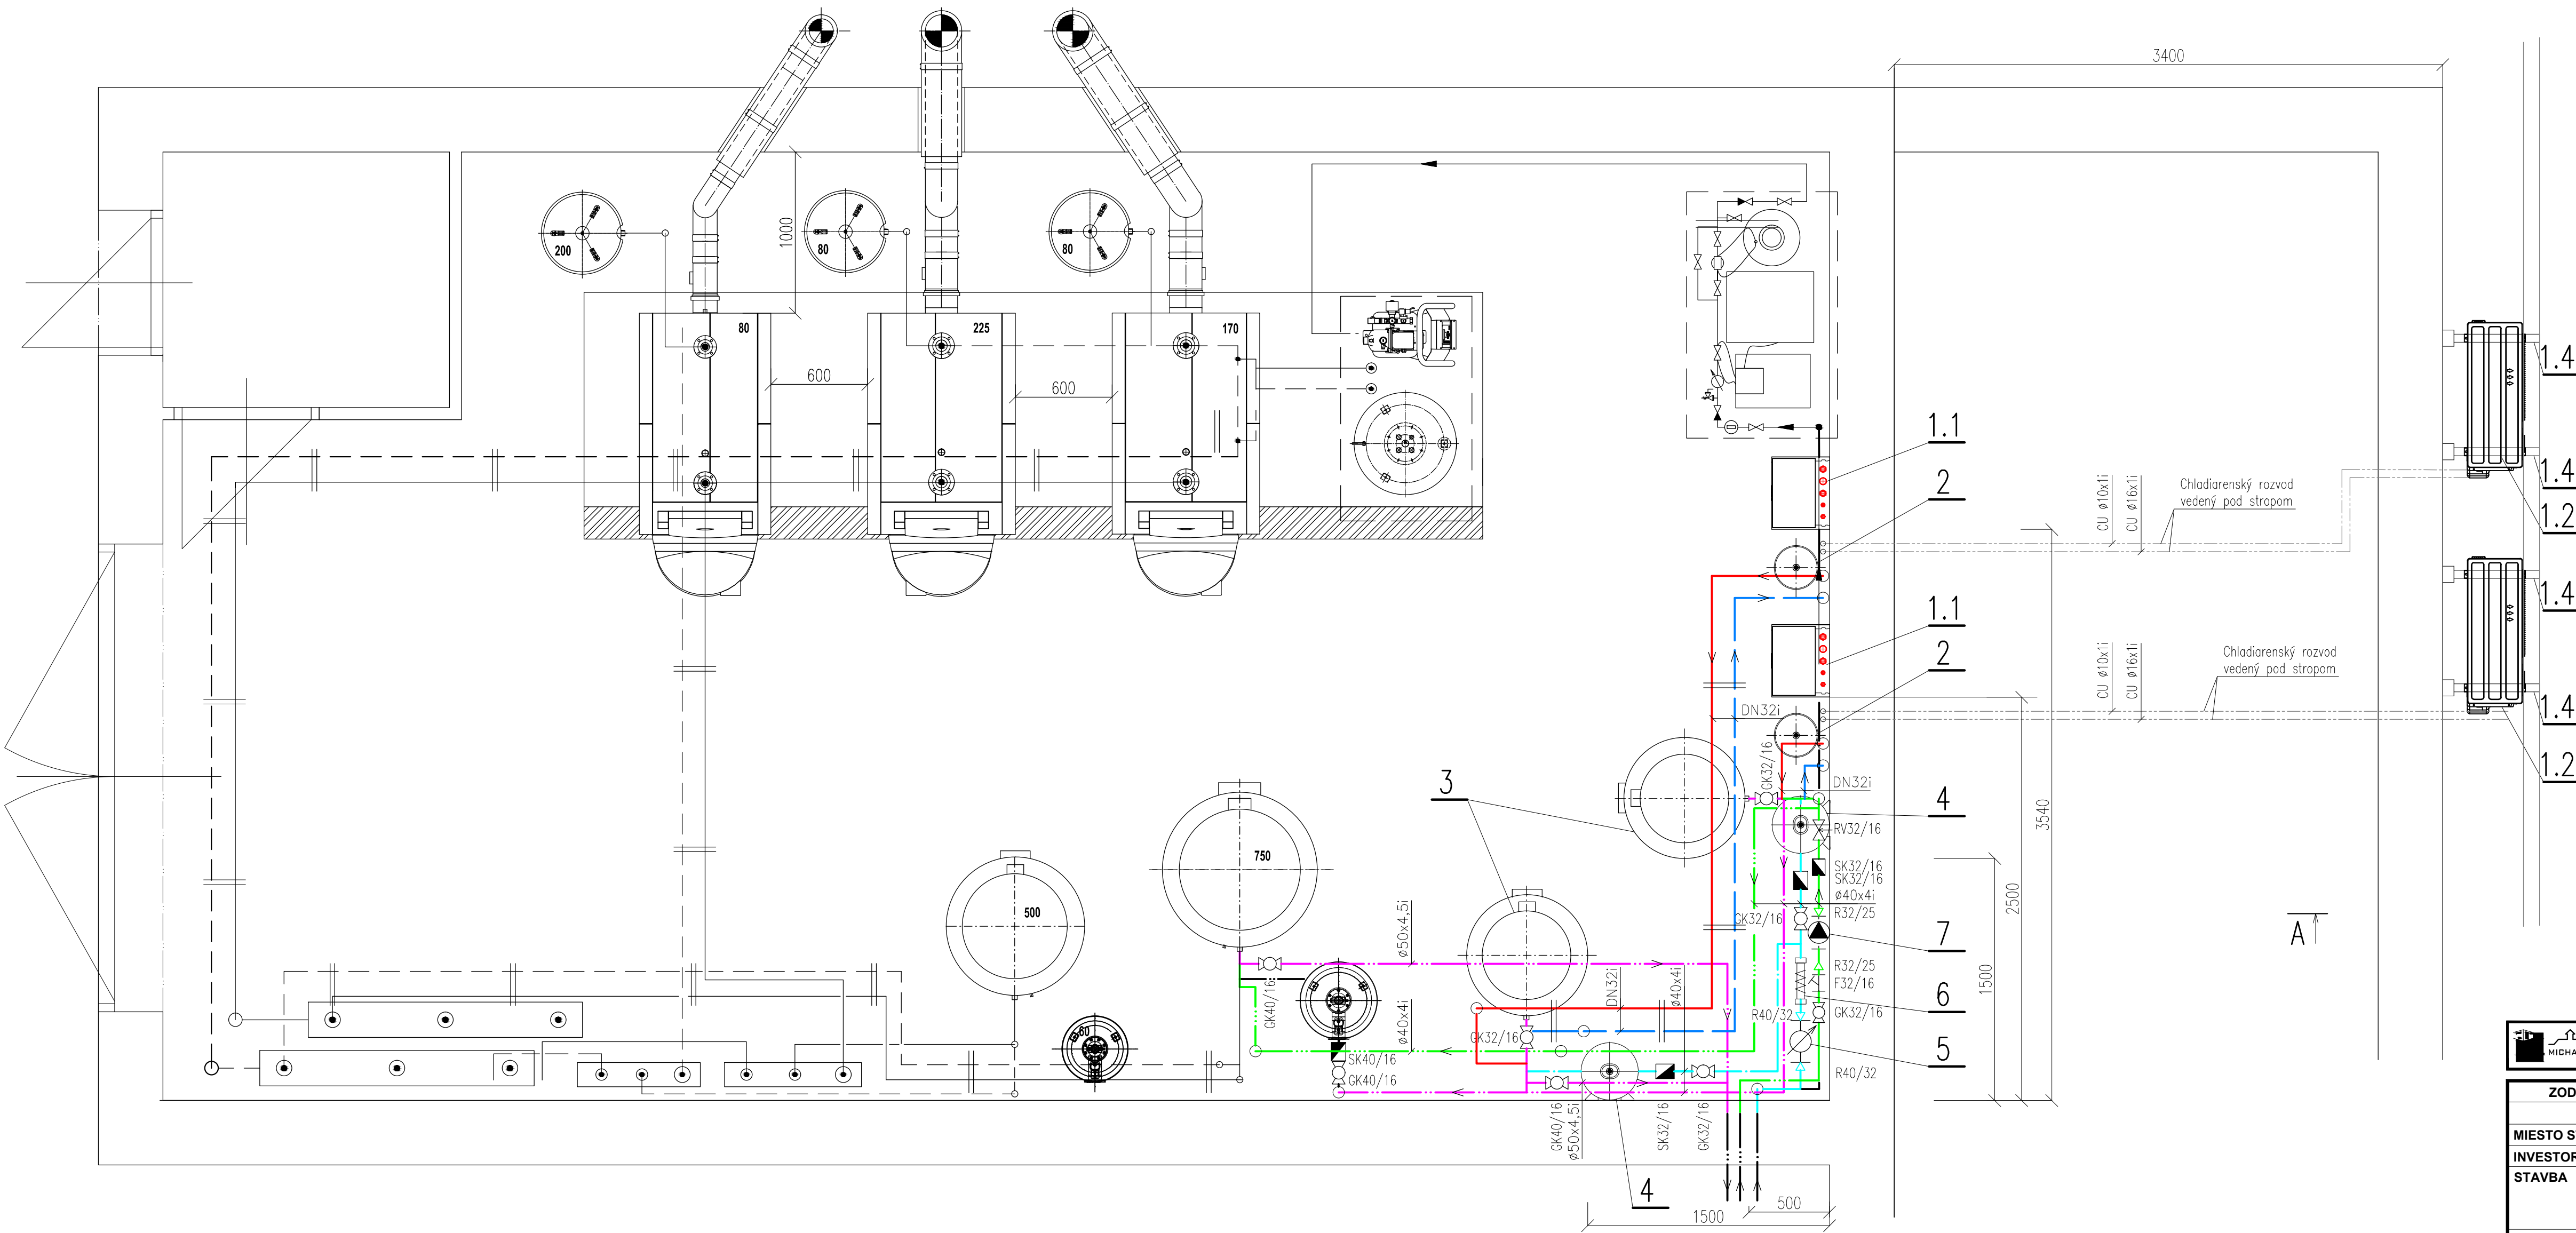 3400
1000
200
80
80
80
225
170
600
600
1.1
2
1.1
2
CU ø10x1i
CU ø16x1i
Chladiarenský rozvod
vedený pod stropom
CU ø10x1i
CU ø16x1i
Chladiarenský rozvod
vedený pod stropom
1.4
1.4
1.2
1.4
1.4
1.2
DN32i
GK32/16
DN32i
3
4
RV32/16
SK32/16
SK32/16
ø40x4i
R32/25
GK32/16
7
R32/25
F32/16
6
R40/32
GK32/16
5
R40/32
3540
2500
1500
A
750
500
60
ø50x4,5i
GK40/16
ø40x4i
SK40/16
GK40/16
GK32/16
DN32i
ø40x4i
GK40/16
ø50x4,5i
SK32/16
GK32/16
4
500
1500
MICHA
ZOD
MIESTO S
INVESTOR
STAVBA